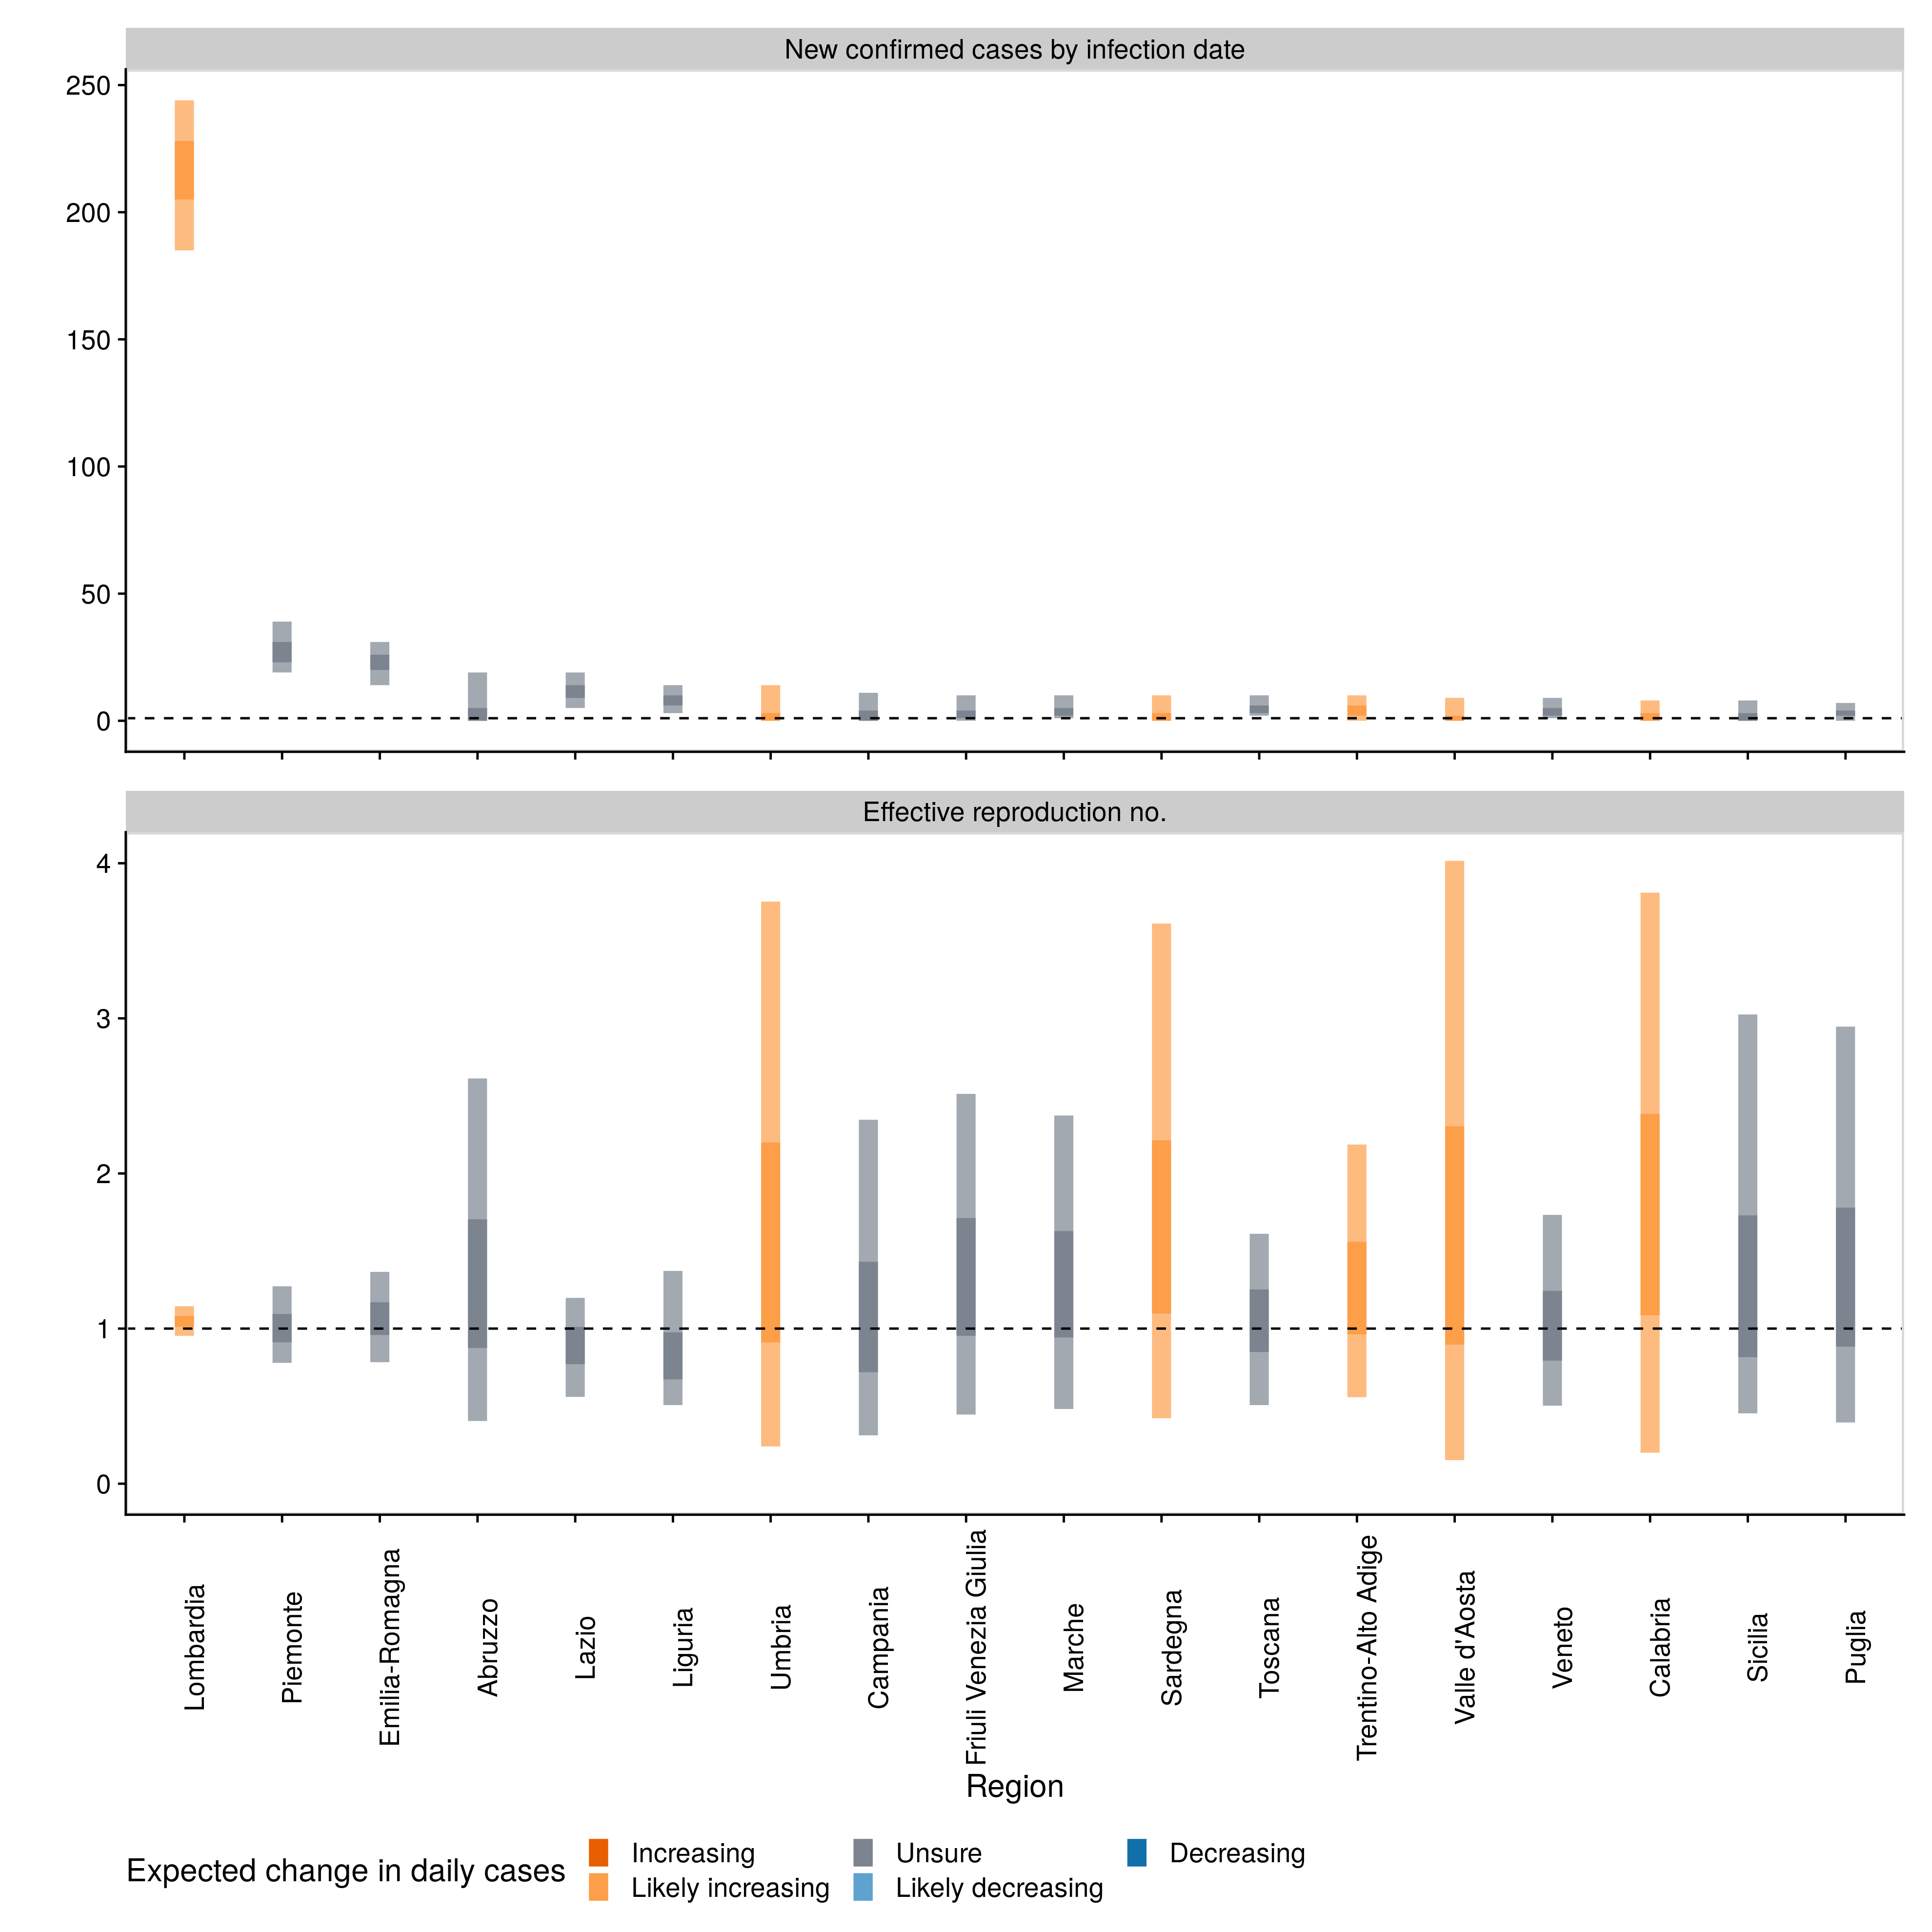 New confirmed cases by infection date
250
200
150
100
50
0
Effective reproduction no.
4
3
2
1
0
Lombardia
Piemonte
Emilia-Romagna
Abruzzo
Lazio
Liguria
Umbria
Campania
Friuli Venezia Giulia
Marche
Sardegna
Toscana
Trentino-Alto Adige
Valle d'Aosta
Veneto
Calabria
Sicilia
Puglia
Region
Expected change in daily cases
Increasing
Unsure
Decreasing
Likely increasing
Likely decreasing